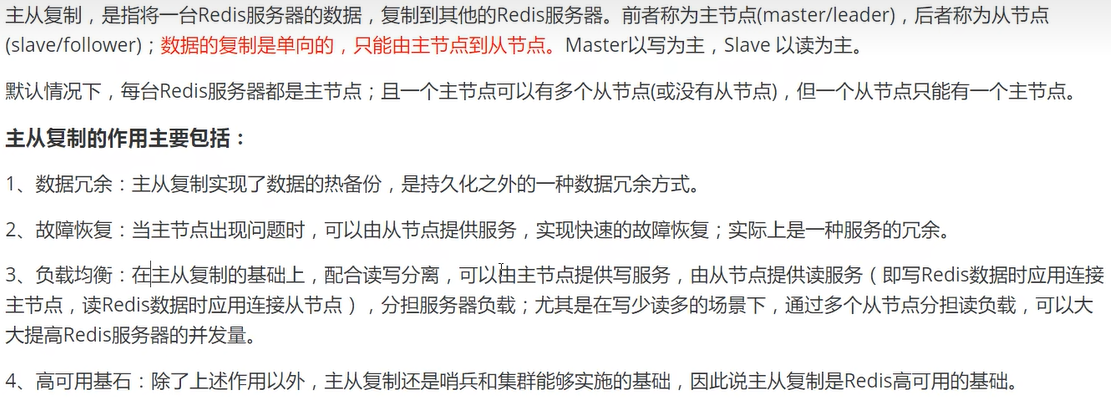 主从复制，是指将一台Redis服务器的数据，复制到其他的Redis服务器。前者称为主节点(master/leader)，后者称为从节点
(slave/follower)；数据的复制是单向的，只能由主节点到从节点。Master以写为主，Slave 以读为主。
默认情况下，每台Redis服务器都是主节点；且一个主节点可以有多个从节点(或没有从节点)，但一个从节点只能有一个主节点。
主从复制的作用主要包括：
1、数据冗余：主从复制实现了数据的热备份，是持久化之外的一种数据冗余方式。
2、故障恢复：当主节点出现问题时，可以由从节点提供服务，实现快速的故障恢复；实际上是一种服务的冗余。
3、负载均衡：在主从复制的基础上，配合读写分离，可以由主节点提供写服务，由从节点提供读服务（即写Redis数据时应用连接
主节点，读Redis数据时应用连接从节点），分担服务器负载；尤其是在写少读多的场景下，通过多个从节点分担读负载，可以大
大提高Redis服务器的并发量。
4、高可用基石：除了上述作用以外，主从复制还是哨兵和集群能够实施的基础，因此说主从复制是Redis高可用的基础。